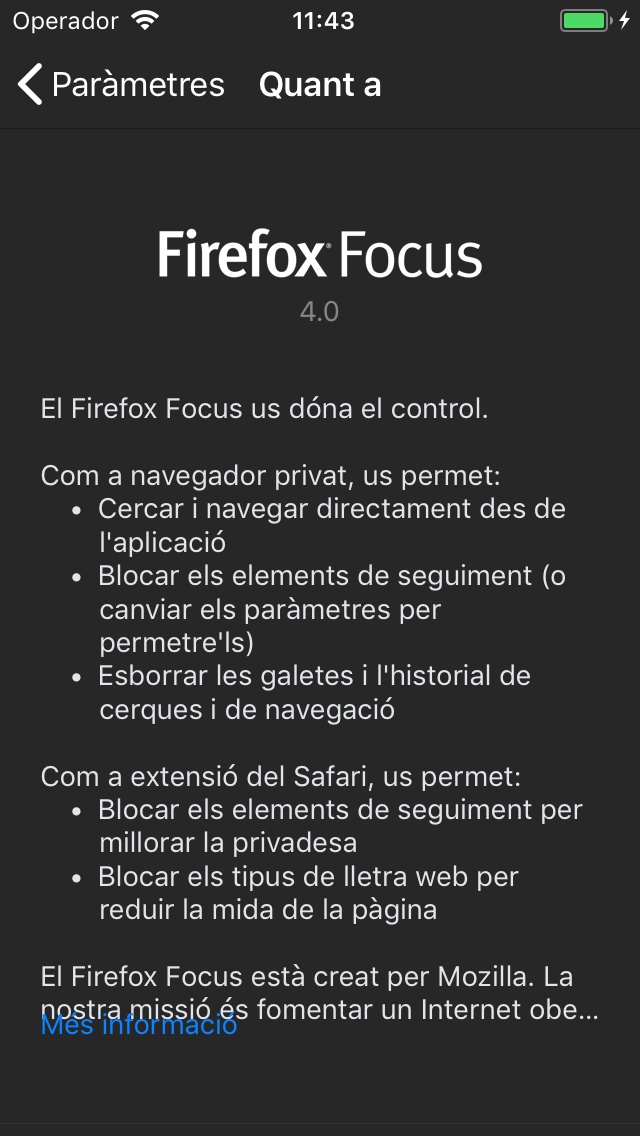 Operador 11:43
Paràmetres Quant a
Firefox Focus
4.0
El Firefox Focus us dóna el control.
Com a navegador privat, us permet:
• Cercar i navegar directament des de
l'aplicació
• Blocar els elements de seguiment (o
canviar els paràmetres per
permetre'ls)
• Esborrar les galetes i l'historial de
cerques i de navegació
Com a extensió del Safari, us permet:
• Blocar els elements de seguiment per
millorar la privadesa
• Blocar els tipus de lletra web per
reduir la mida de la pàgina
El Firefox Focus està creat per Mozilla. La
nostra missió és fomentar un Internet obe...
Més informació